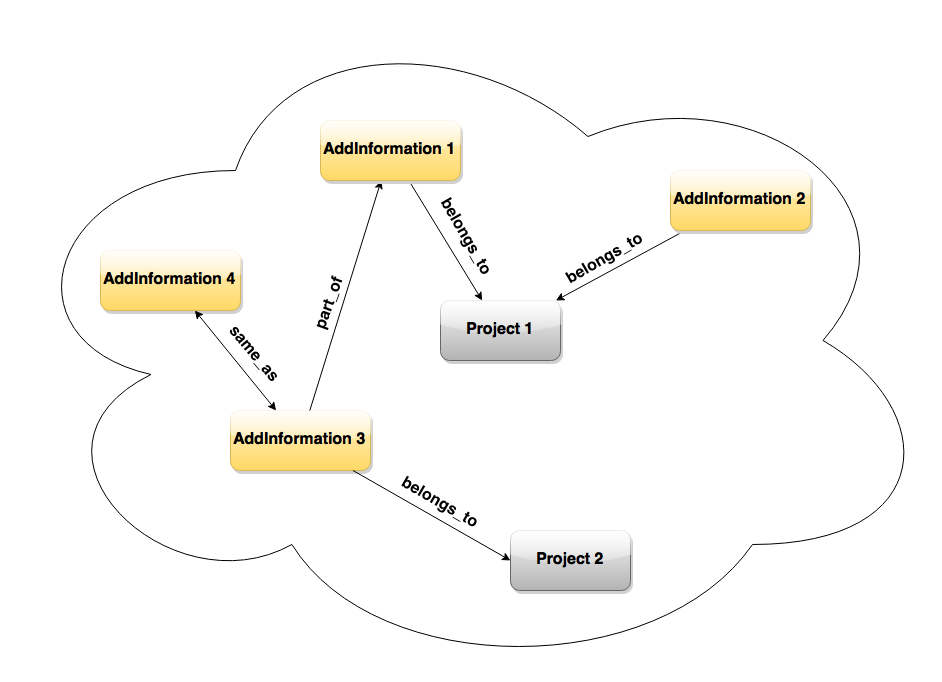 AddInformation 1
AddInformation 2
belongs_to
belongs_to
AddInformation 4
part_of
Project 1
same_as
AddInformation 3
belongs_to
Project 2